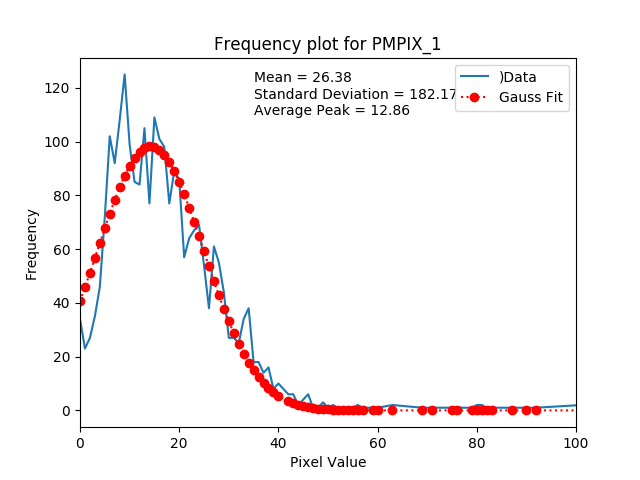 Frequency plot for PMPIX_1
Mean = 26.38
Standard Deviation = 182.17
Average Peak = 12.86
)Data
Gauss Fit
Frequency
120
100
80
60
40
20
0
0 20 40 60 80 100
Pixel Value